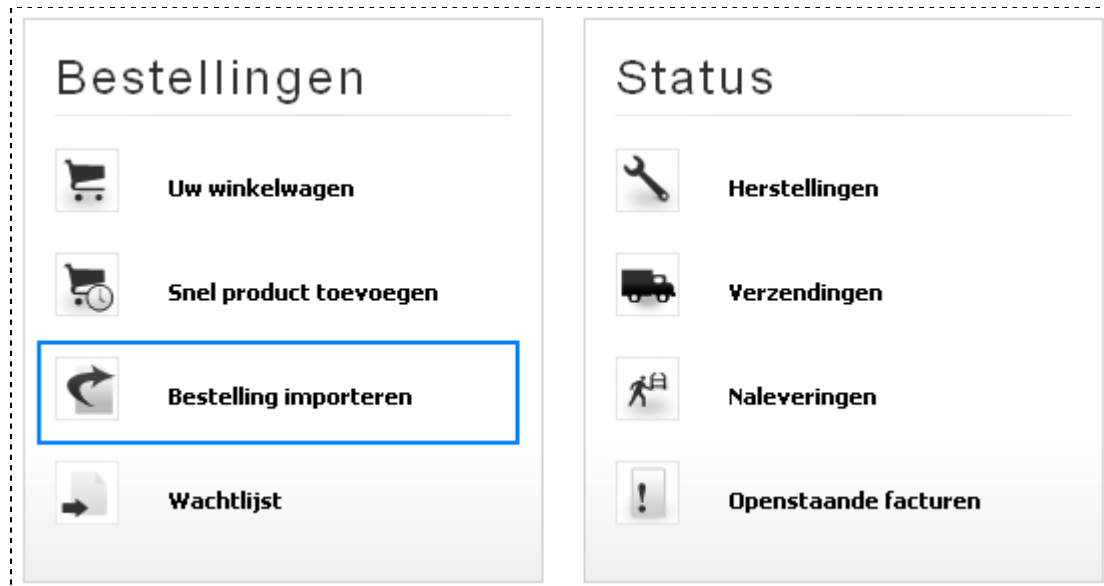 Bestellingen
Uw winkelwagen
Snel product toevoegen
Bestelling importeren
Wachtlijst
Status
Herstellingen
Verzendingen
Naleveringen
Openstaande facturen